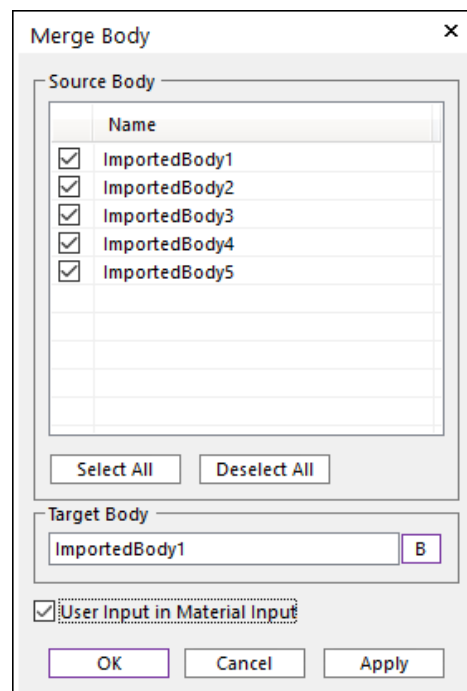 Merge Body
Source Body
Name
ImportedBody1
ImportedBody2
ImportedBody3
ImportedBody4
ImportedBody5
Select All
Deselect All
Target Body
ImportedBody1
B
User Input in Material Input
OK
Cancel
Apply